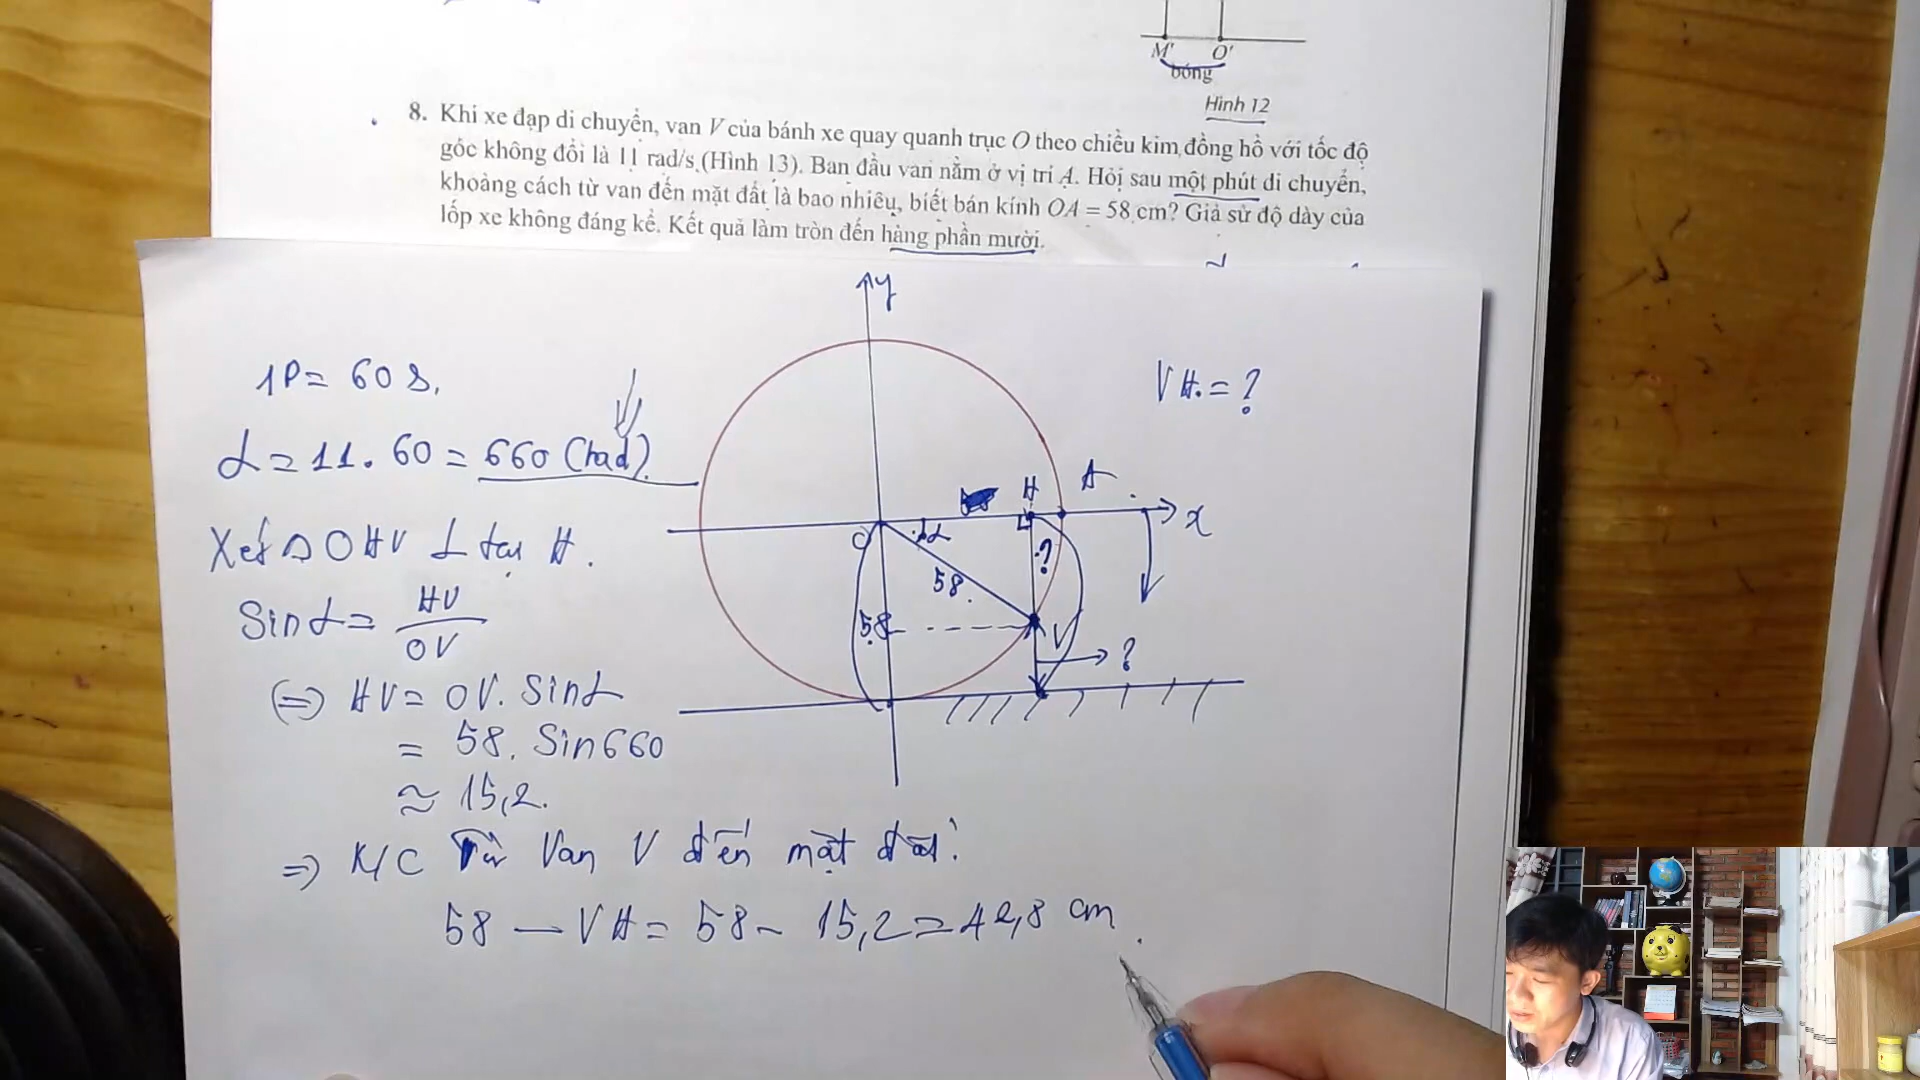 M' O'
bóng
Hình 12
8. Khi xe đạp di chuyển, van V của bánh xe quay quanh trục O theo chiều kim đồng hồ với tốc độ
góc không đổi là 11 rad/s (Hình 13). Ban đầu van nằm ở vị trí A. Hỏi sau một phút di chuyển,
khoảng cách từ van đến mặt đất là bao nhiêu, biết bán kính OA = 58 cm? Giả sử độ dày của
lốp xe không đáng kể. Kết quả làm tròn đến hàng phần mười.
y
1P = 60 s.
VH = ?
α = 11 . 60 = 660 (rad).
H A
x
O α
Xét Δ OHV ⊥ tại H.
?
58.
Sin α = HV / OV
58
V
?
(=) HV = OV. Sin α
= 58. Sin 660
≈ 15,2.
=) K/C Từ Van V đến mặt đất:
58 — VH = 58 - 15,2 = 42,8 cm.